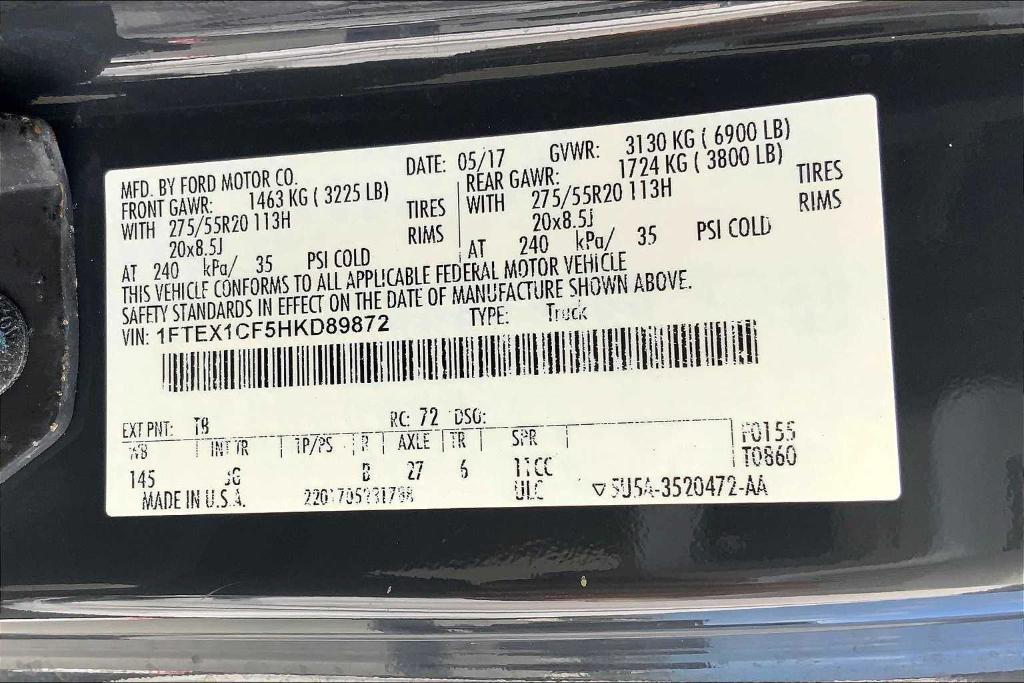 MFD. BY FORD MOTOR CO. DATE: 05/17 GVWR: 3130 KG ( 6900 LB)
FRONT GAWR: 1463 KG ( 3225 LB) REAR GAWR: 1724 KG ( 3800 LB)
WITH 275/55R20 113H TIRES WITH 275/55R20 113H TIRES
20x8.5J RIMS 20x8.5J RIMS
AT 240 kPa/ 35 PSI COLD AT 240 kPa/ 35 PSI COLD
THIS VEHICLE CONFORMS TO ALL APPLICABLE FEDERAL MOTOR VEHICLE
SAFETY STANDARDS IN EFFECT ON THE DATE OF MANUFACTURE SHOWN ABOVE.
VIN: 1FTEX1CF5HKD89872 TYPE: Truck
EXT PNT: RC: 72 DSO:
WB INT TR TP/PS R AXLE TR SPR F0155
145 B 27 6 T0860
MADE IN U.S.A. ULC ▽5U5A-3520472-AA